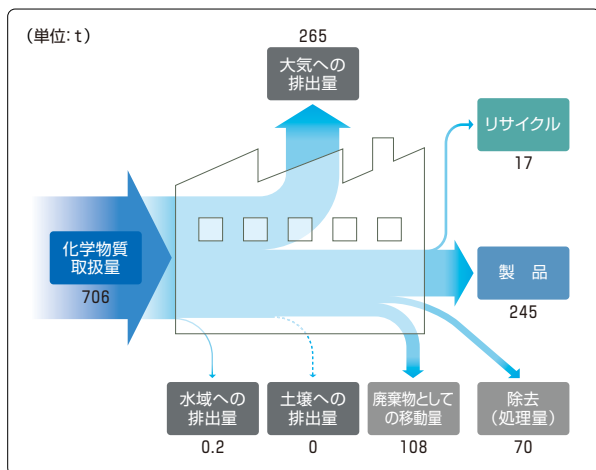 （単位：t）
265
大気への
排出量
リサイクル
17
化学物質
取扱量
706
製　品
245
水域への
排出量
0.2
土壌への
排出量
0
廃棄物として
の移動量
108
除去
（処理量）
70